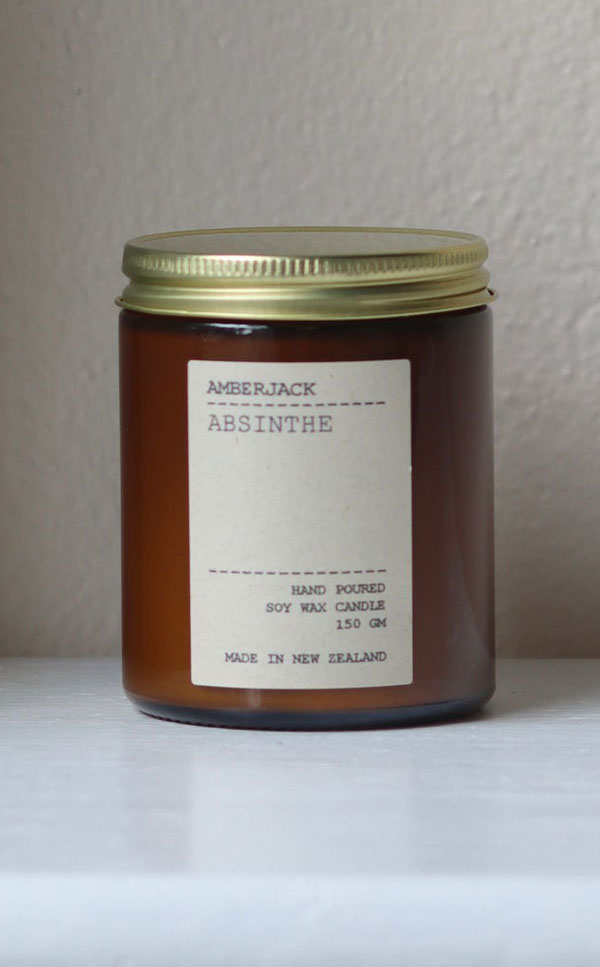 AMBERJACK
ABSINTHE
HAND POURED
SOY WAX CANDLE
150 GM
MADE IN NEW ZEALAND